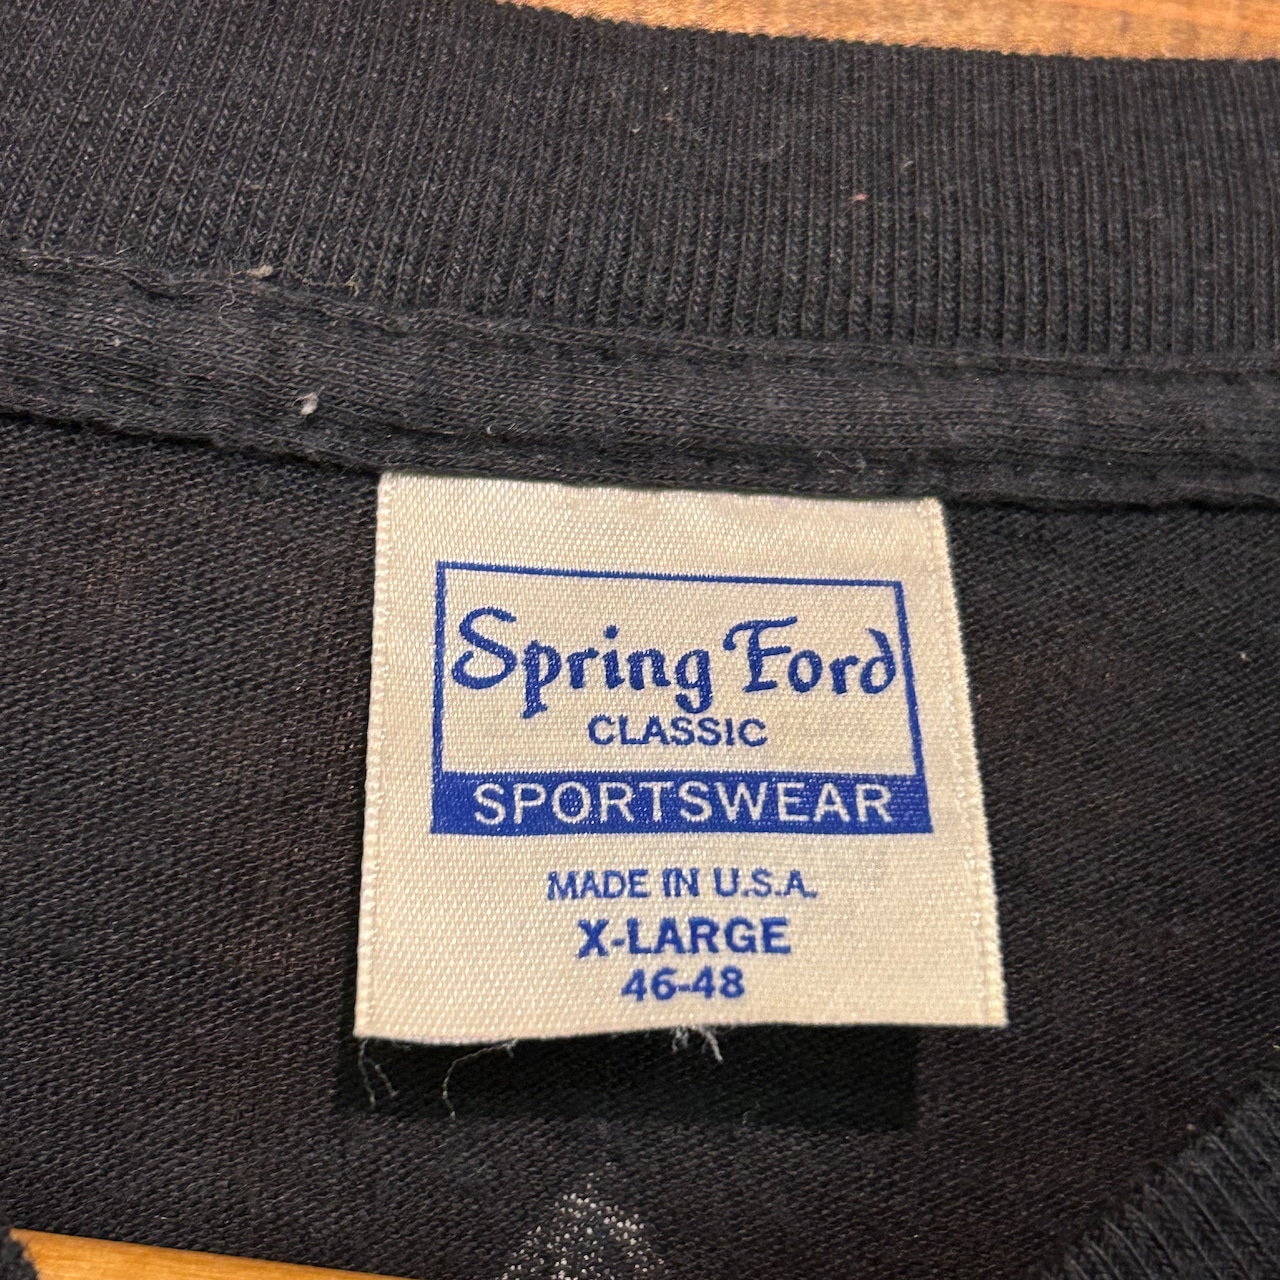 Spring Ford
CLASSIC
SPORTSWEAR
MADE IN U.S.A.
X-LARGE
46-48